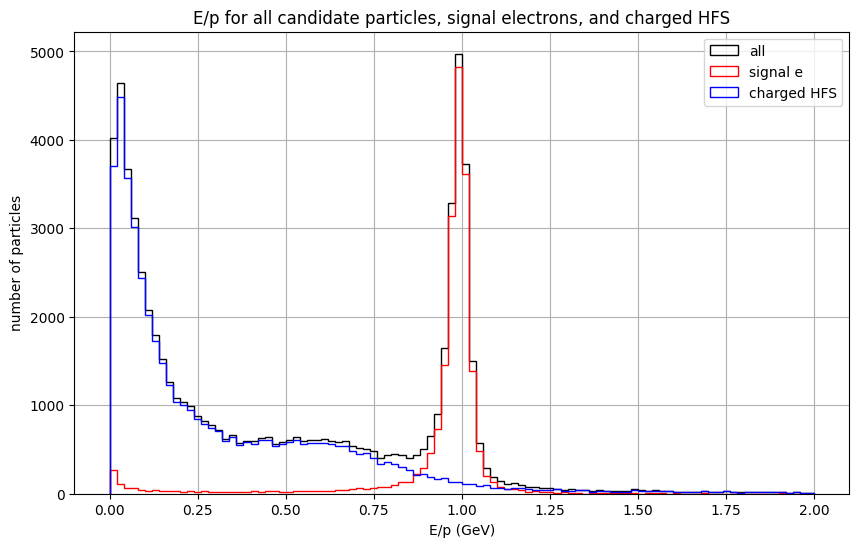 E/p for all candidate particles, signal electrons, and charged HFS
all
signal e
charged HFS
number of particles
5000
4000
3000
2000
1000
0
0.00 0.25 0.50 0.75 1.00 1.25 1.50 1.75 2.00
E/p (GeV)